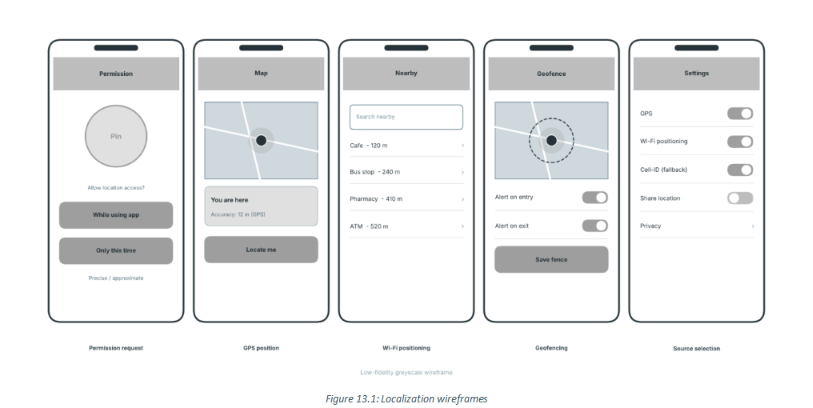 Permission
Pin
Allow location access?
While using app
Only this time
Precise / approximate
Permission request
Map
You are here
Accuracy: 12 m (GPS)
Locate me
GPS position
Nearby
Search nearby
Cafe - 120 m ›
Bus stop - 240 m ›
Pharmacy - 410 m ›
ATM - 520 m ›
Wi-Fi positioning
Geofence
Alert on entry
Alert on exit
Save fence
Geofencing
Settings
GPS
Wi-Fi positioning
Cell-ID (fallback)
Share location
Privacy ›
Source selection
Low-fidelity greyscale wireframe
Figure 13.1: Localization wireframes